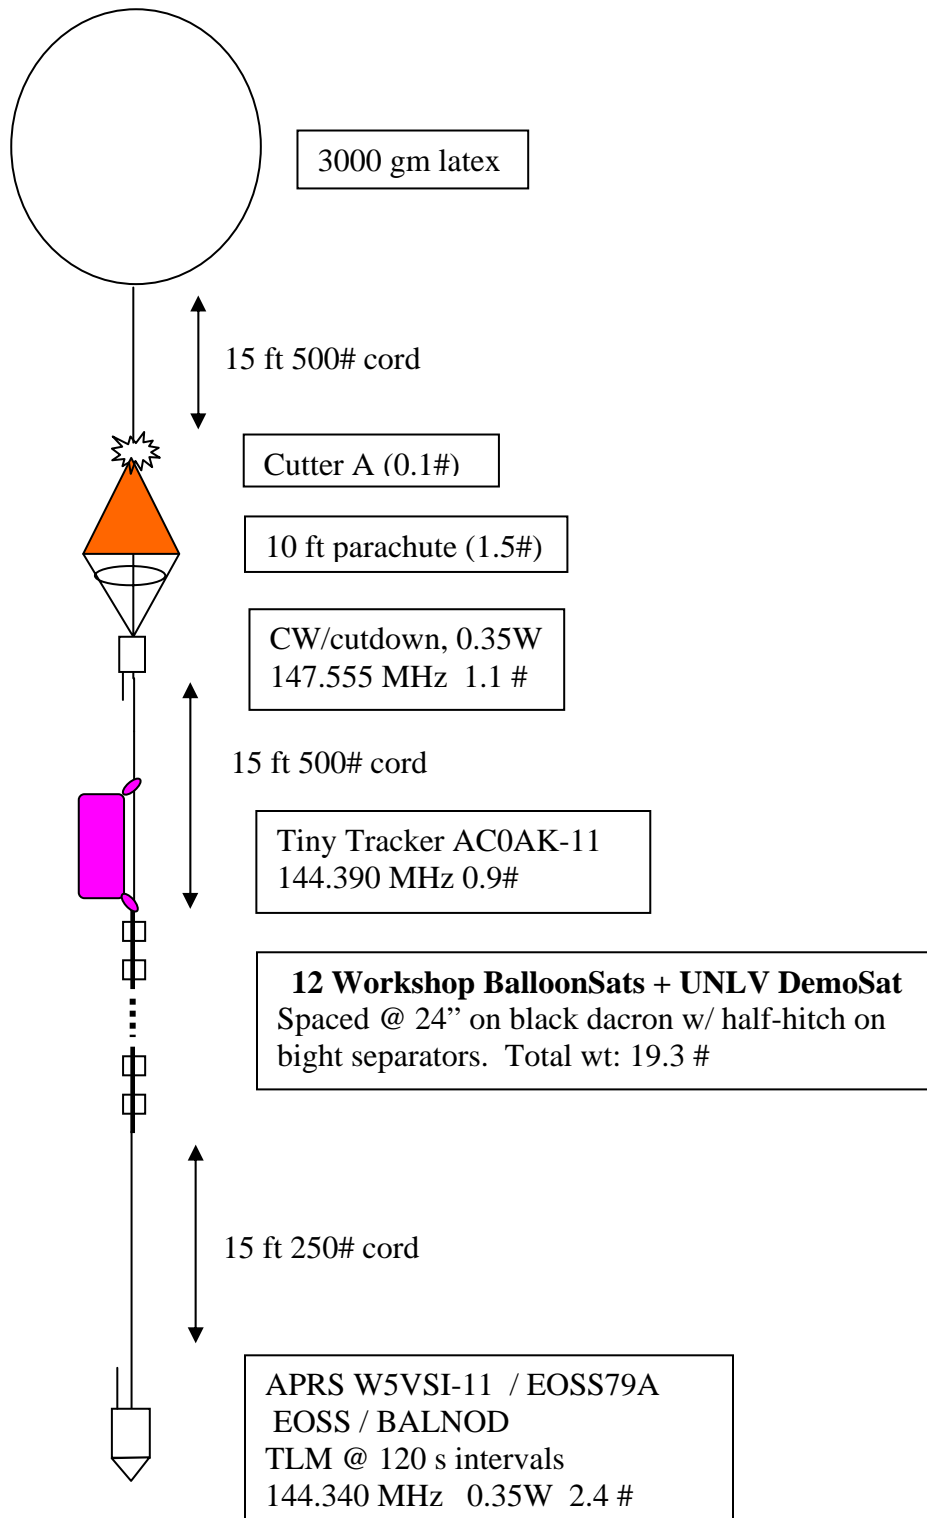 3000 gm latex
15 ft 500# cord
Cutter A (0.1#)
10 ft parachute (1.5#)
CW/cutdown, 0.35W
147.555 MHz  1.1 #
15 ft 500# cord
Tiny Tracker AC0AK-11
144.390 MHz 0.9#
12 Workshop BalloonSats + UNLV DemoSat
Spaced @ 24” on black dacron w/ half-hitch on
bight separators.  Total wt: 19.3 #
15 ft 250# cord
APRS W5VSI-11  / EOSS79A
EOSS / BALNOD
TLM @ 120 s intervals
144.340 MHz   0.35W  2.4 #